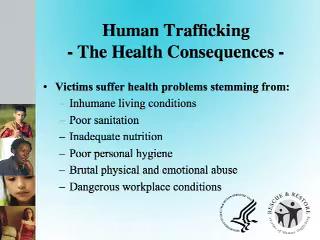 Human Trafficking
- The Health Consequences -
• Victims suffer health problems stemming from:
– Inhumane living conditions
– Poor sanitation
– Inadequate nutrition
– Poor personal hygiene
– Brutal physical and emotional abuse
– Dangerous workplace conditions
RESCUE & RESTORE